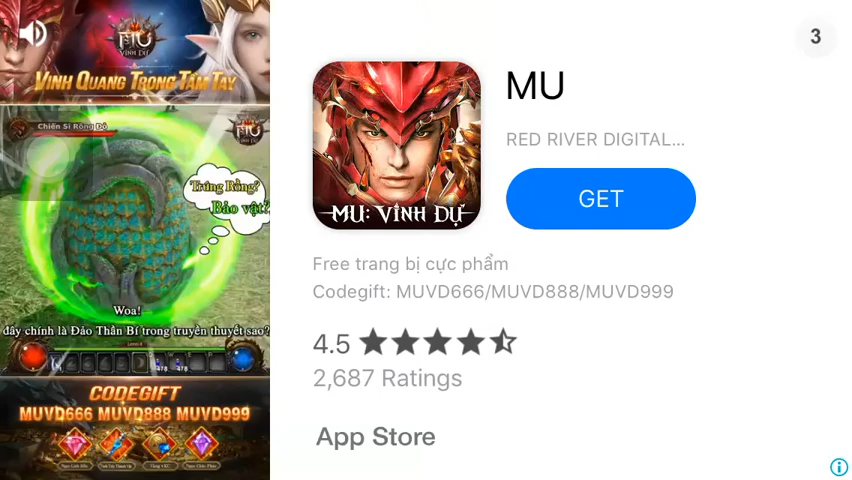 MU
VINH DỰ
VINH QUANG TRONG TẦM TAY
Chiến Sĩ Rồng Đỏ
MU
VINH DỰ
Trứng Rồng?
Bảo vật?
Woa!
đây chính là Đảo Thần Bí trong truyền thuyết sao?
CODEGIFT
MUVD666 MUVD888 MUVD999
3
MU: VINH DỰ
MU
RED RIVER DIGITAL...
GET
Free trang bị cực phẩm
Codegift: MUVD666/MUVD888/MUVD999
4.5
2,687 Ratings
App Store